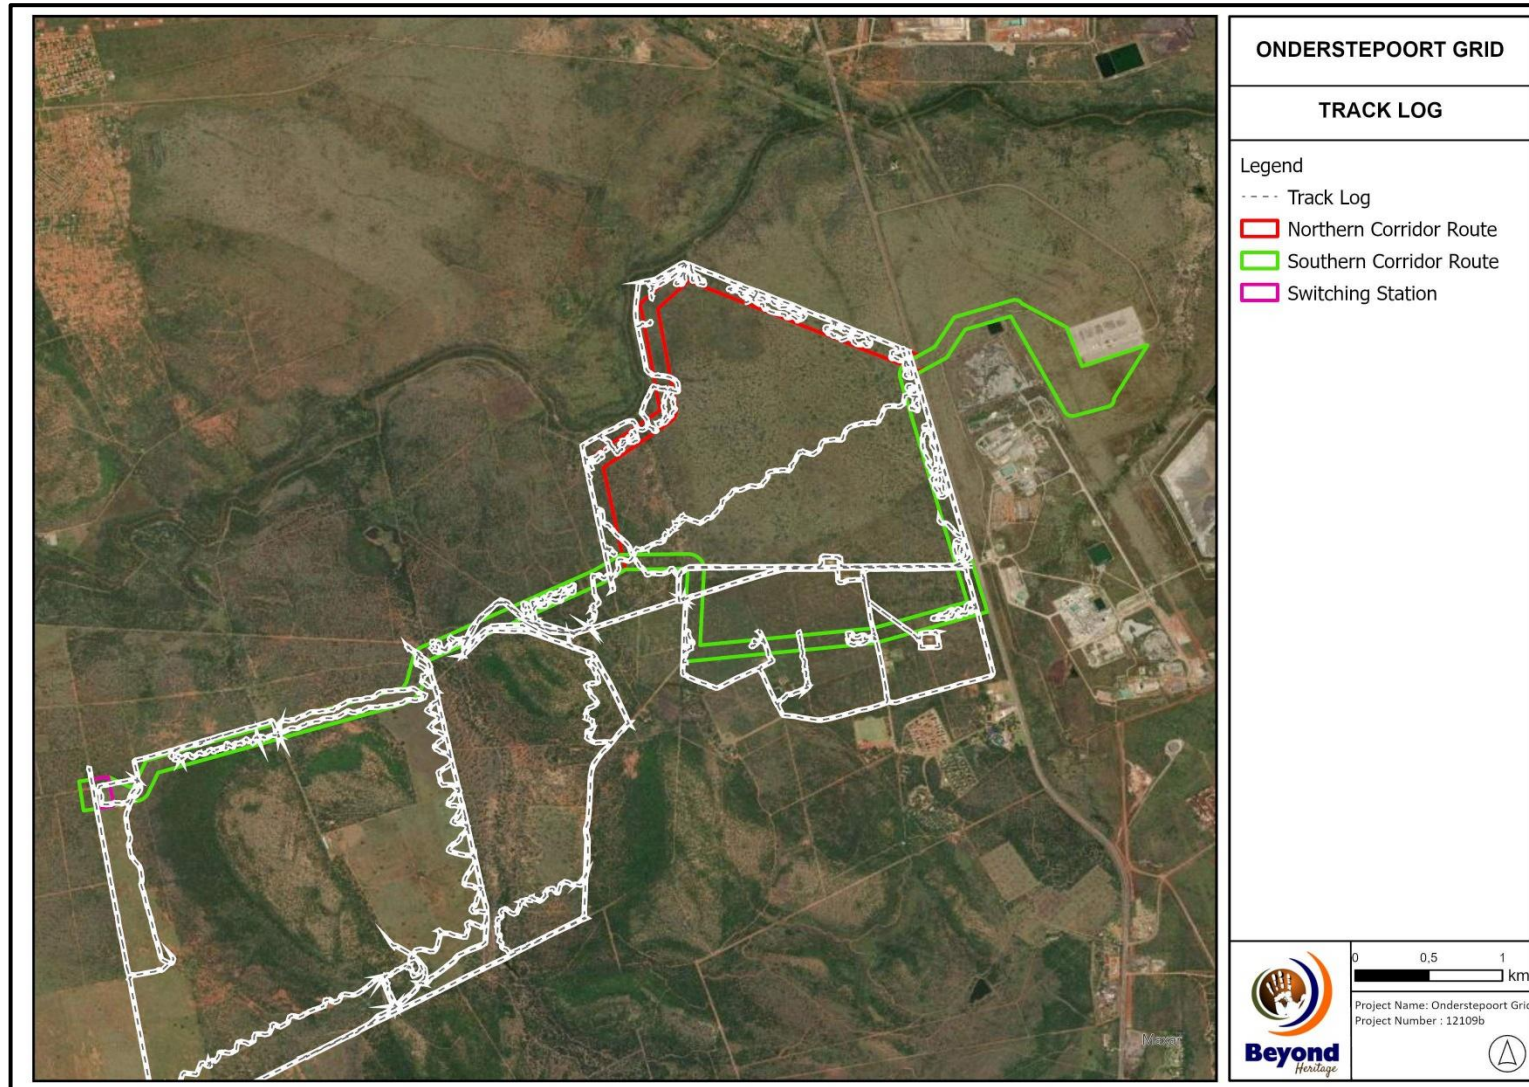 ONDERSTEPOORT GRID
TRACK LOG
Legend
Track Log
Northern Corridor Route
Southern Corridor Route
Switching Station
0 0,5 1
km
Project Name: Onderstepoort Grid
Project Number : 12109b
Beyond
Heritage
Maxar